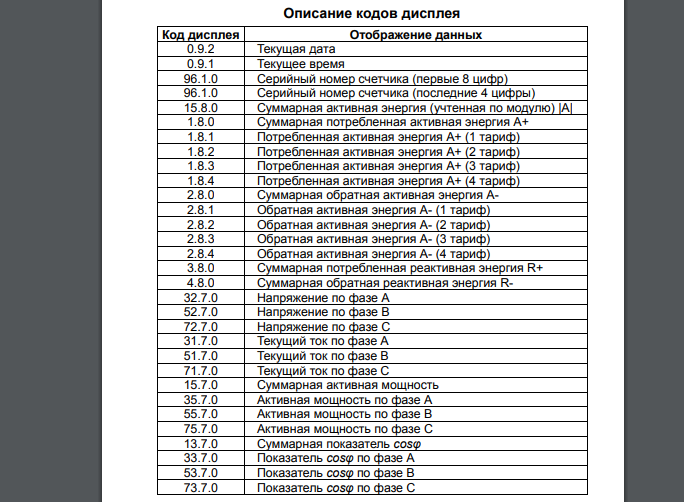 Описание кодов дисплея
Код дисплея Отображение данных
0.9.2 Текущая дата
0.9.1 Текущее время
96.1.0 Серийный номер счетчика (первые 8 цифр)
96.1.0 Серийный номер счетчика (последние 4 цифры)
15.8.0 Суммарная активная энергия (учтенная по модулю) |A|
1.8.0 Суммарная потребленная активная энергия A+
1.8.1 Потребленная активная энергия A+ (1 тариф)
1.8.2 Потребленная активная энергия A+ (2 тариф)
1.8.3 Потребленная активная энергия A+ (3 тариф)
1.8.4 Потребленная активная энергия A+ (4 тариф)
2.8.0 Суммарная обратная активная энергия A-
2.8.1 Обратная активная энергия A- (1 тариф)
2.8.2 Обратная активная энергия A- (2 тариф)
2.8.3 Обратная активная энергия A- (3 тариф)
2.8.4 Обратная активная энергия A- (4 тариф)
3.8.0 Суммарная потребленная реактивная энергия R+
4.8.0 Суммарная обратная реактивная энергия R-
32.7.0 Напряжение по фазе A
52.7.0 Напряжение по фазе B
72.7.0 Напряжение по фазе C
31.7.0 Текущий ток по фазе A
51.7.0 Текущий ток по фазе B
71.7.0 Текущий ток по фазе C
15.7.0 Суммарная активная мощность
35.7.0 Активная мощность по фазе A
55.7.0 Активная мощность по фазе B
75.7.0 Активная мощность по фазе C
13.7.0 Суммарная показатель cosφ
33.7.0 Показатель cosφ по фазе A
53.7.0 Показатель cosφ по фазе B
73.7.0 Показатель cosφ по фазе C